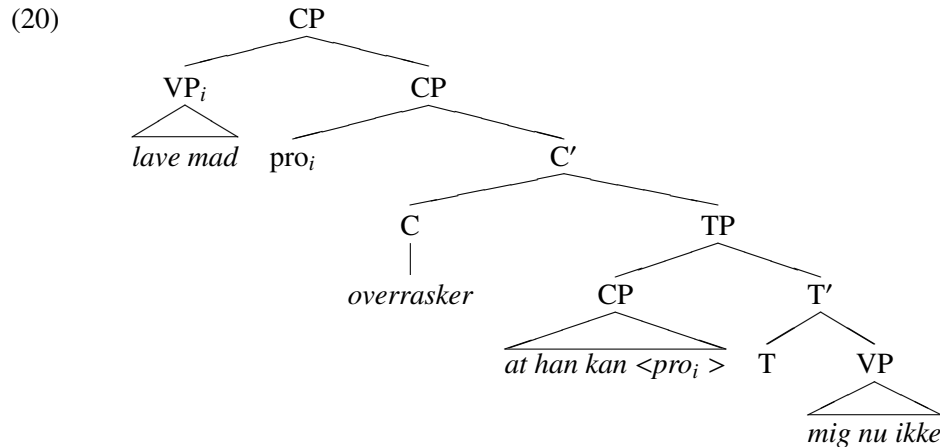 (20) CP
VPᵢ CP
lave mad proᵢ C′
C TP
overrasker CP T′
at han kan <proᵢ > T VP
mig nu ikke